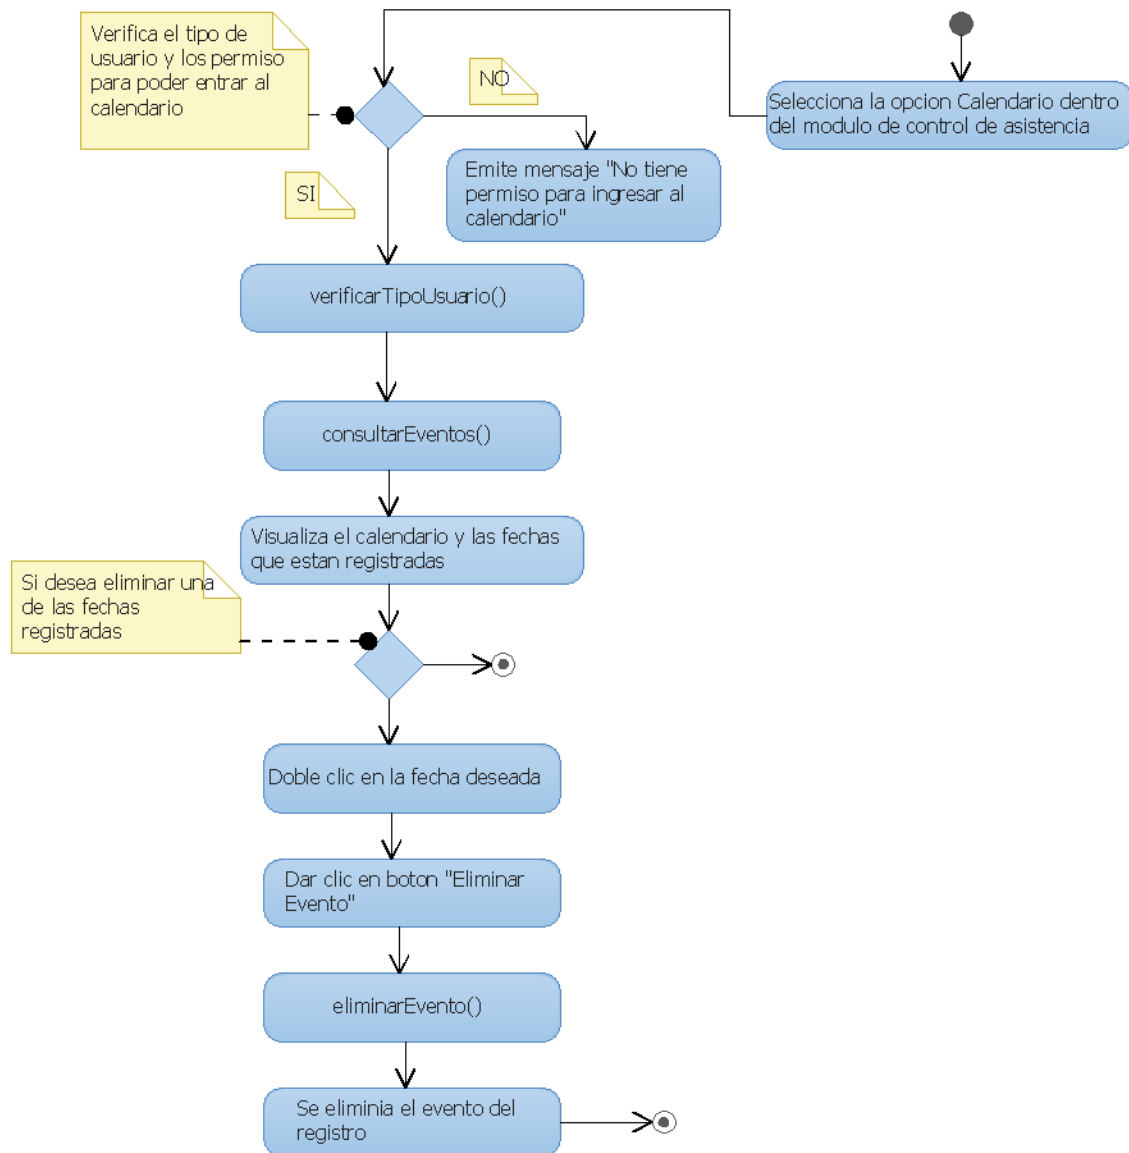 Verifica el tipo de
usuario y los permiso
para poder entrar al
calendario
NO
Selecciona la opcion Calendario dentro
del modulo de control de asistencia
Emite mensaje "No tiene
permiso para ingresar al
calendario"
SI
verificarTipoUsuario()
consultarEventos()
Visualiza el calendario y las fechas
que estan registradas
Si desea eliminar una
de las fechas
registradas
Doble clic en la fecha deseada
Dar clic en boton "Eliminar
Evento"
eliminarEvento()
Se eliminia el evento del
registro